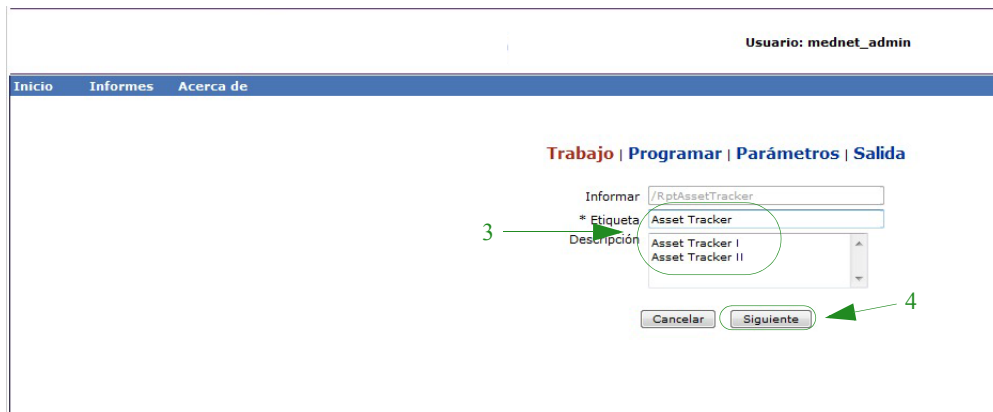 Usuario: mednet_admin
Inicio Informes Acerca de
Trabajo | Programar | Parámetros | Salida
Informar /RptAssetTracker
* Etiqueta Asset Tracker
3
Descripción Asset Tracker I
Asset Tracker II
4
Cancelar Siguiente